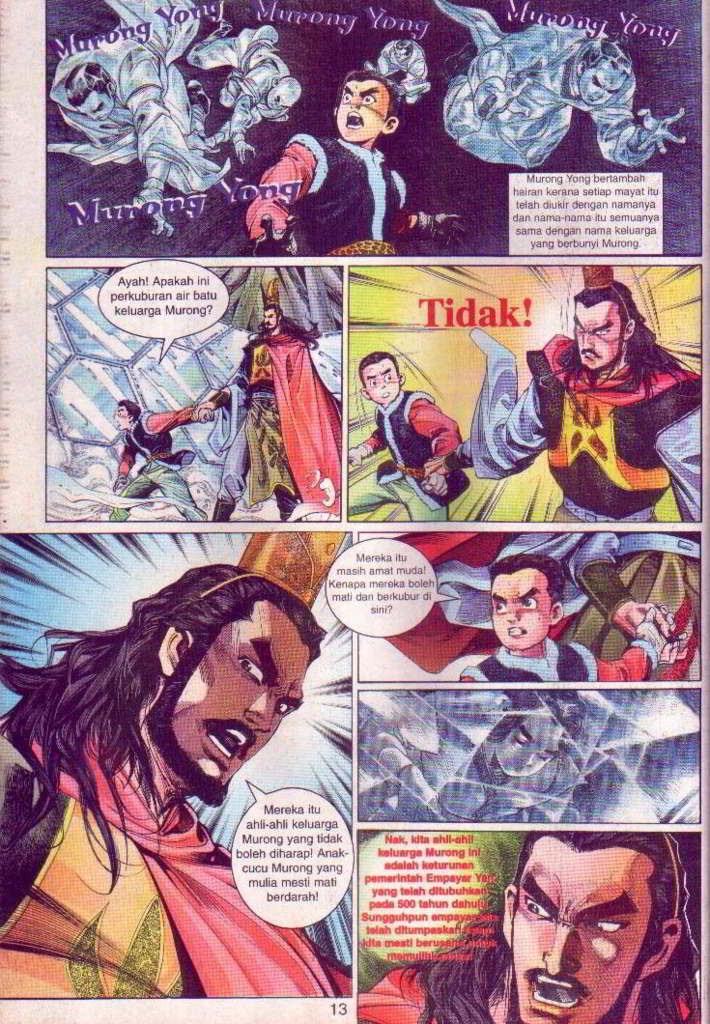 Murong Yong
Murong Yong
Murong Yong
Murong Yong
Murong Yong bertambah
hairan kerana setiap mayat itu
telah diukir dengan namanya
dan nama-nama itu semuanya
sama dengan nama keluarga
yang berbunyi Murong.
Ayah! Apakah ini
perkuburan air batu
keluarga Murong?
Tidak!
Mereka itu
masih amat muda!
Kenapa mereka boleh
mati dan berkubur di
sini?
Mereka itu
ahli-ahli keluarga
Murong yang tidak
boleh diharap! Anak-
cucu Murong yang
mulia mesti mati
berdarah!
Nak, kita ahli-ahli
keluarga Murong ini
adalah keturunan
pemerintah Empayar Yan
yang telah ditubuhkan
pada 500 tahun dahulu.
Sungguhpun empayar kita
telah ditumpaskan tetapi
kita mesti berusaha untuk
13